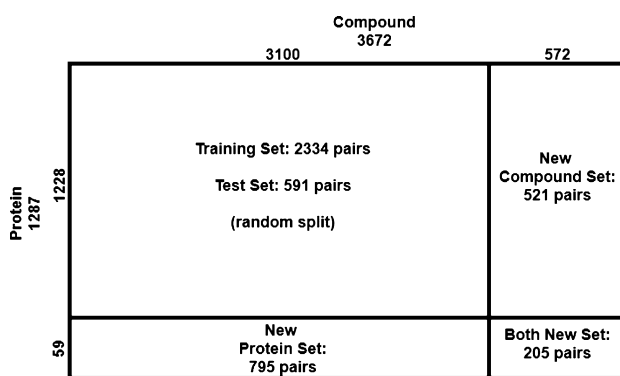 Compound
3672
3100
572
Protein
1287
1228
59
Training Set: 2334 pairs
Test Set: 591 pairs
(random split)
New
Compound Set:
521 pairs
New
Protein Set:
795 pairs
Both New Set:
205 pairs